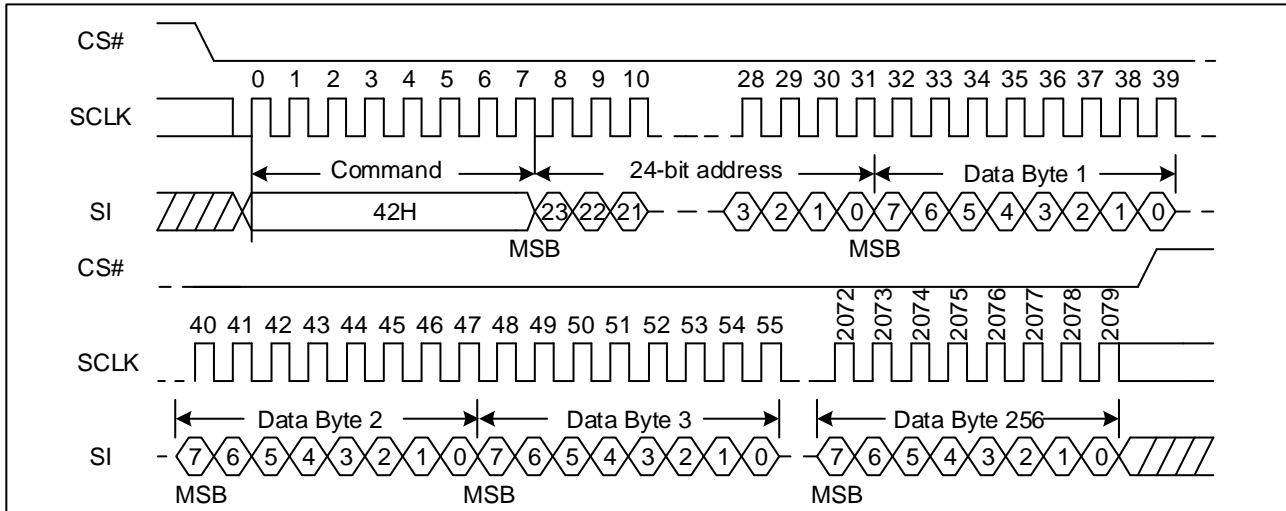 CS#
0 1 2 3 4 5 6 7 8 9 10 28 29 30 31 32 33 34 35 36 37 38 39
SCLK
Command 24-bit address Data Byte 1
SI 42H 23 22 21 3 2 1 0 7 6 5 4 3 2 1 0
MSB MSB
CS#
40 41 42 43 44 45 46 47 48 49 50 51 52 53 54 55 2072 2073 2074 2075 2076 2077 2078 2079
SCLK
Data Byte 2 Data Byte 3 Data Byte 256
SI 7 6 5 4 3 2 1 0 7 6 5 4 3 2 1 0 7 6 5 4 3 2 1 0
MSB MSB MSB